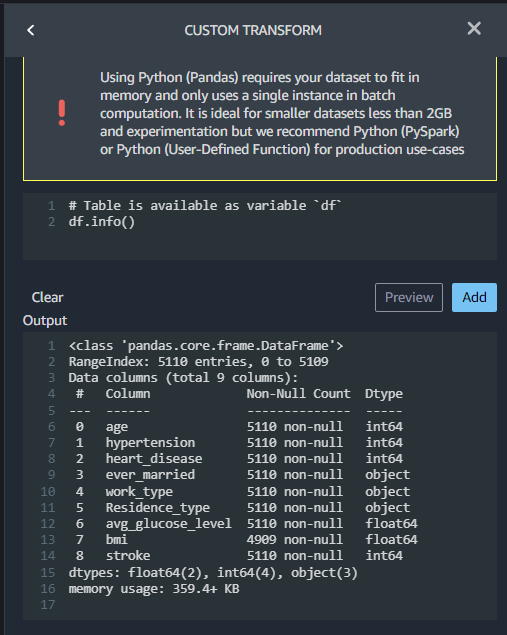 CUSTOM TRANSFORM
Using Python (Pandas) requires your dataset to fit in
memory and only uses a single instance in batch
computation. It is ideal for smaller datasets less than 2GB
and experimentation but we recommend Python (PySpark)
or Python (User-Defined Function) for production use-cases
1 # Table is available as variable `df`
2 df.info()
Clear
Preview
Add
Output
1 <class 'pandas.core.frame.DataFrame'>
2 RangeIndex: 5110 entries, 0 to 5109
3 Data columns (total 9 columns):
4 # Column Non-Null Count Dtype
5 --- ------ -------------- -----
6 0 age 5110 non-null int64
7 1 hypertension 5110 non-null int64
8 2 heart_disease 5110 non-null int64
9 3 ever_married 5110 non-null object
10 4 work_type 5110 non-null object
11 5 Residence_type 5110 non-null object
12 6 avg_glucose_level 5110 non-null float64
13 7 bmi 4909 non-null float64
14 8 stroke 5110 non-null int64
15 dtypes: float64(2), int64(4), object(3)
16 memory usage: 359.4+ KB
17